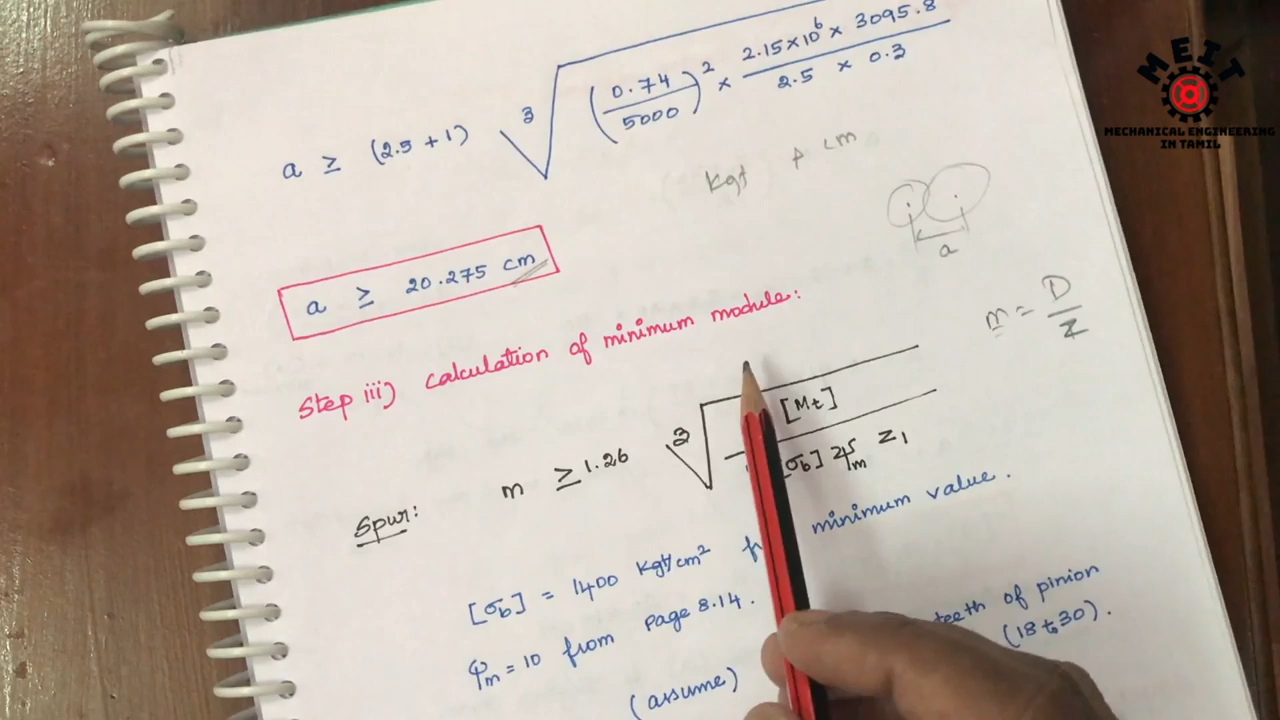 a ≥ (2.5 + 1) ∛((0.74/5000)² × (2.15×10⁶ × 3095.8)/(2.5 × 0.3))
kgf cm
a
a ≥ 20.275 cm
m = D/Z
Step iii) calculation of minimum module:
Spur: m ≥ 1.26 ∛([Mt]/([σb] ψm Z1))
[σb] = 1400 kgf/cm² minimum value.
ψm = 10 from page 8.14. teeth of pinion
(assume) (18 to 30).
MEIT
MECHANICAL ENGINEERING
IN TAMIL